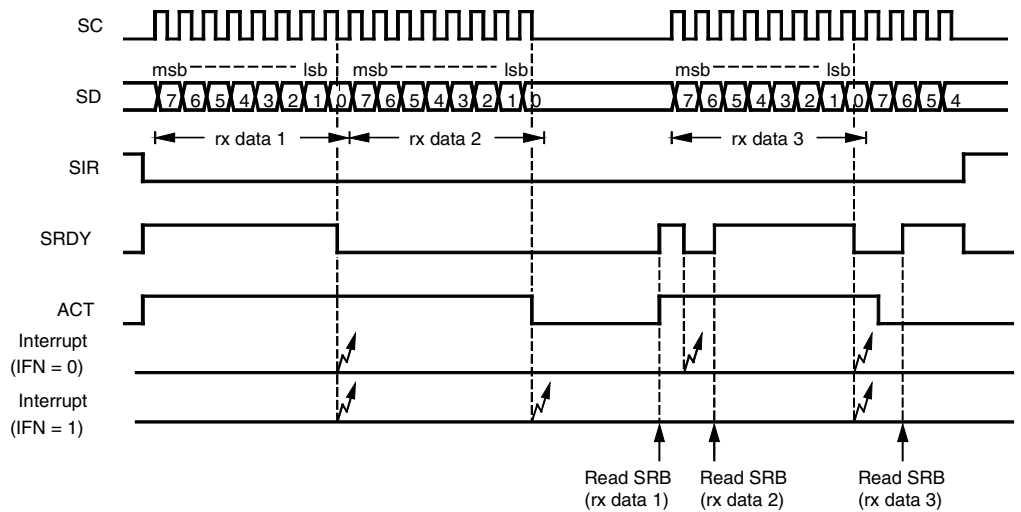 SC
msb lsb msb lsb msb lsb
SD 7 6 5 4 3 2 1 0 7 6 5 4 3 2 1 0 7 6 5 4 3 2 1 0 7 6 5 4
rx data 1 rx data 2 rx data 3
SIR
SRDY
ACT
Interrupt
(IFN = 0)
Interrupt
(IFN = 1)
Read SRB
(rx data 1)
Read SRB
(rx data 2)
Read SRB
(rx data 3)